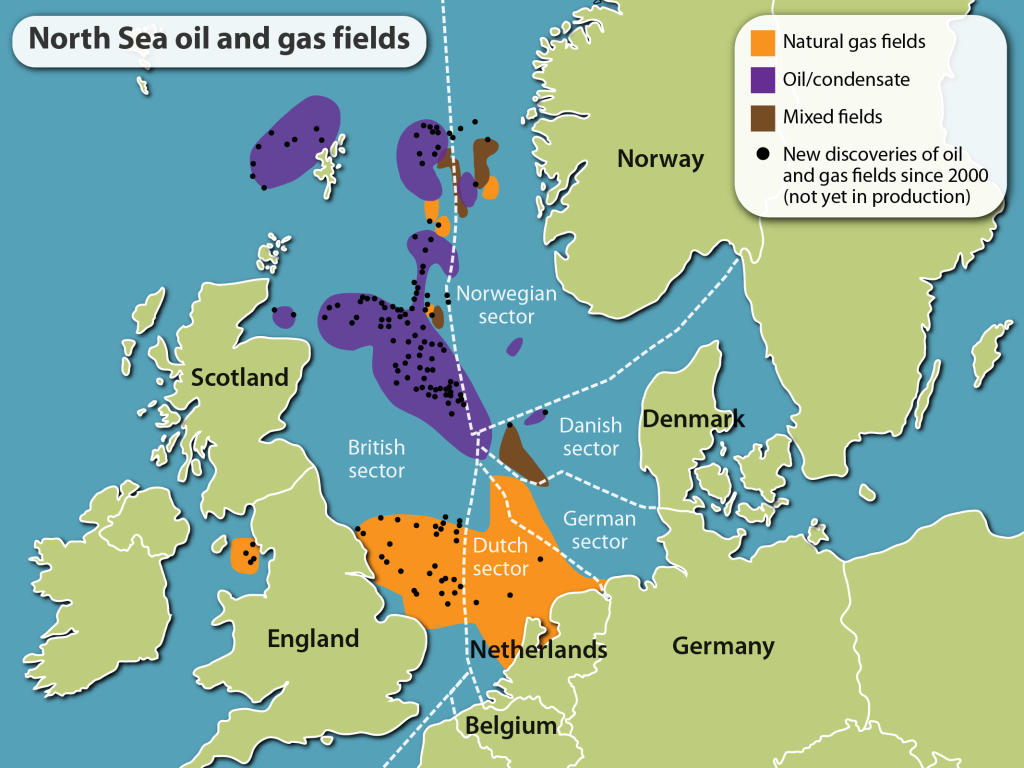 North Sea oil and gas fields
Natural gas fields
Oil/condensate
Mixed fields
New discoveries of oil
and gas fields since 2000
(not yet in production)
Norway
Norwegian
sector
Scotland
Denmark
Danish
sector
British
sector
German
sector
Dutch
sector
England
Netherlands
Germany
Belgium